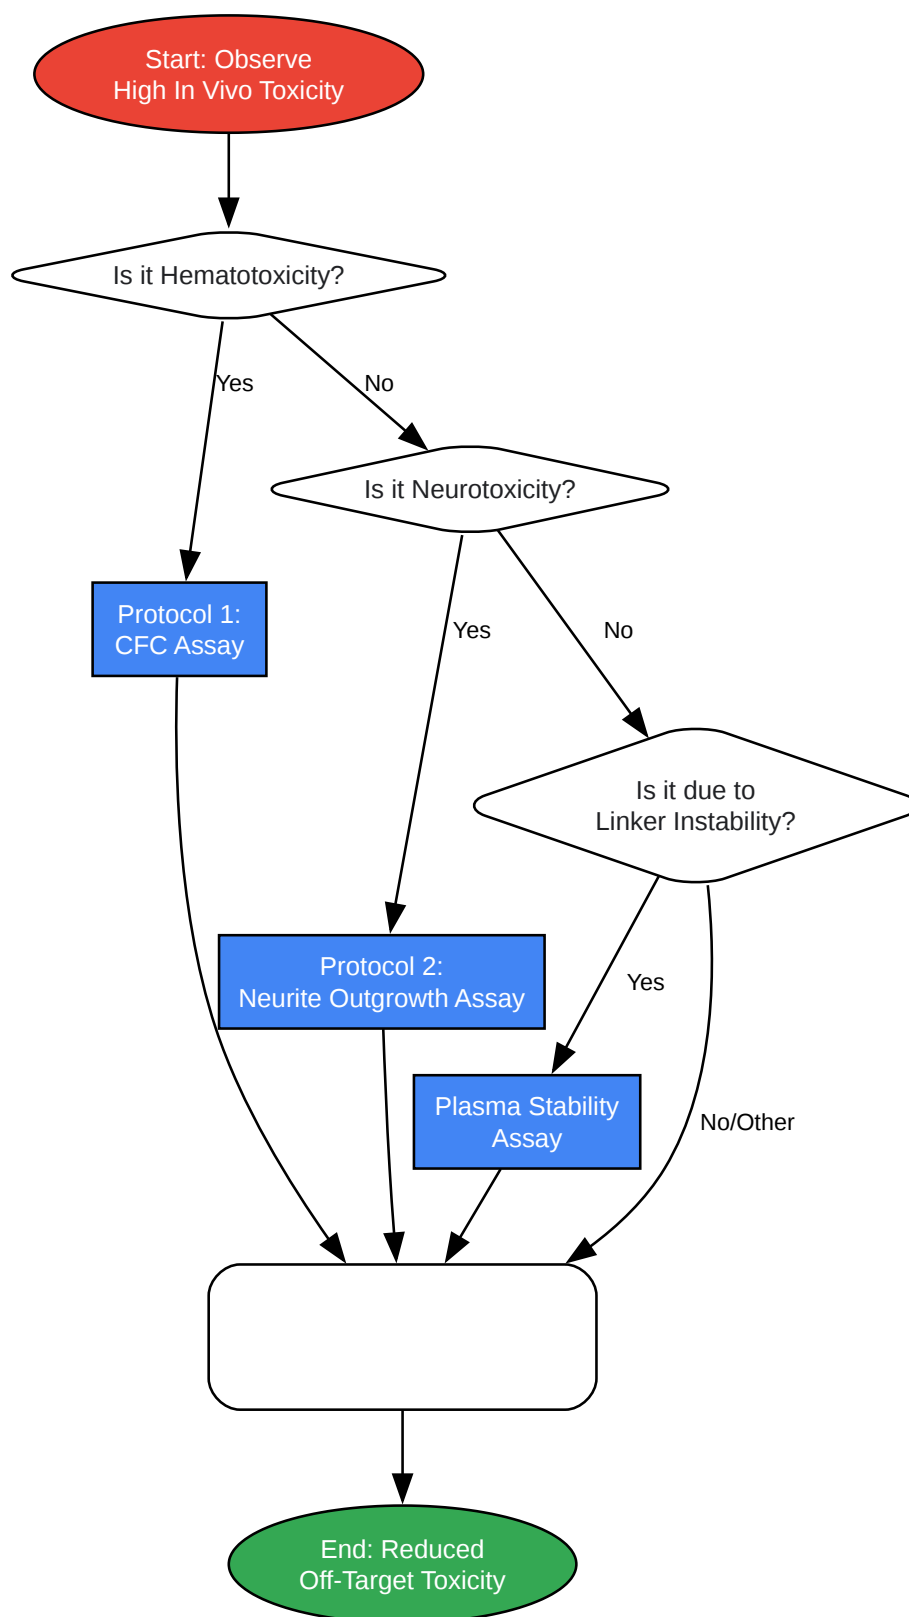 Start: Observe
High In Vivo Toxicity
Is it Hematotoxicity?
Yes
No
Is it Neurotoxicity?
Protocol 1:
CFC Assay
Yes
No
Is it due to
Linker Instability?
Protocol 2:
Neurite Outgrowth Assay
Yes
Plasma Stability
Assay
No/Other
End: Reduced
Off-Target Toxicity